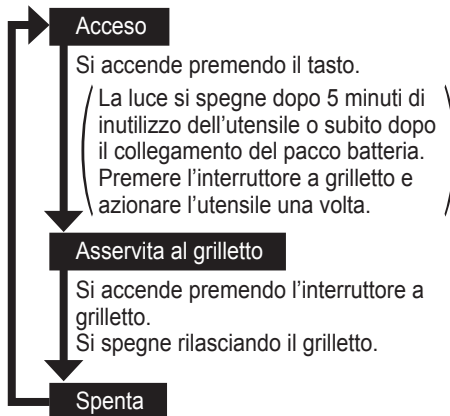 Acceso
Si accende premendo il tasto.
La luce si spegne dopo 5 minuti di
inutilizzo dell'utensile o subito dopo
il collegamento del pacco batteria.
Premere l'interruttore a grilletto e
azionare l'utensile una volta.
Asservita al grilletto
Si accende premendo l'interruttore a
grilletto.
Si spegne rilasciando il grilletto.
Spenta